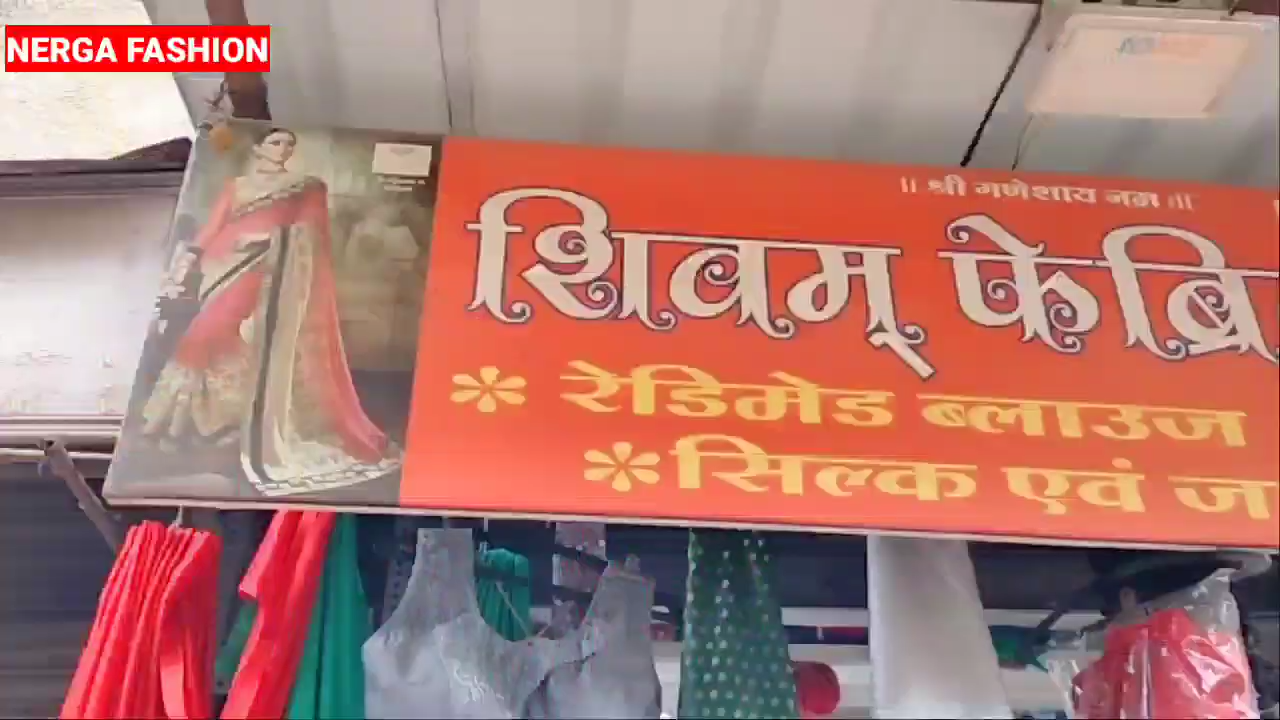 NERGA FASHION
॥ श्री गणेशाय नम ॥
शिवम् फेब्रि
* रेडिमेड ब्लाउज
* सिल्क एवं ज